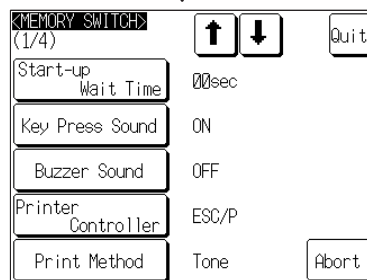 <MEMORY SWITCH>
(1/4)
Quit
Start-up
Wait Time
00sec
Key Press Sound
ON
Buzzer Sound
OFF
Printer
Controller
ESC/P
Print Method
Tone
Abort